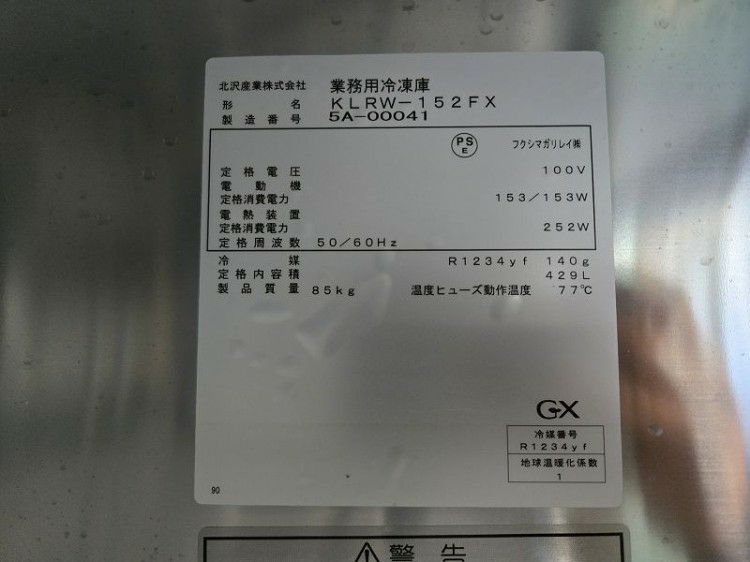 北沢産業株式会社 業務用冷凍庫
形名 KLRW-152FX
製造番号 5A-00041
PS E フクシマガリレイ㈱
定格電圧 100V
電動機
定格消費電力 153/153W
電熱装置
定格消費電力 252W
定格周波数 50/60Hz
冷媒 R1234yf 140g
定格内容積 429L
製品質量 85kg 温度ヒューズ動作温度 77℃
GX
冷媒番号
R1234yf
地球温暖化係数
1
90
警告